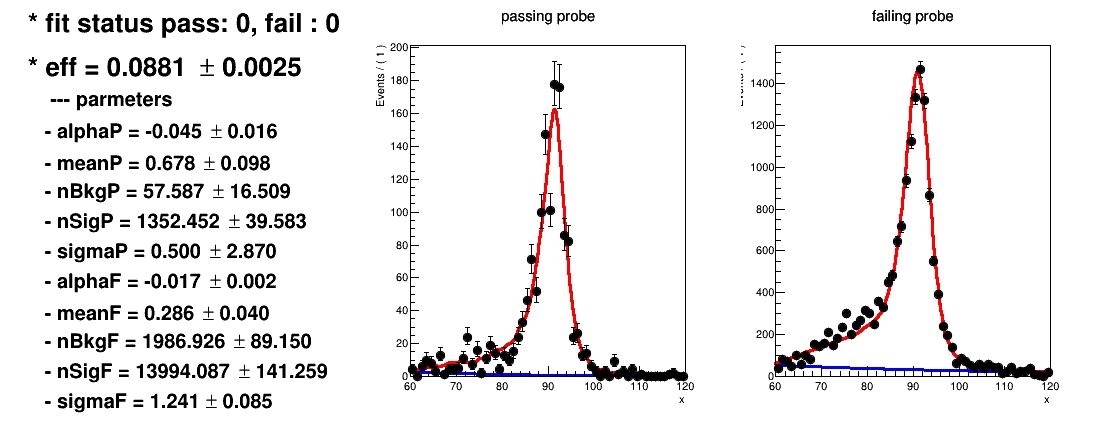 * fit status pass: 0, fail : 0
* eff = 0.0881 ± 0.0025
--- parmeters
- alphaP = -0.045 ± 0.016
- meanP = 0.678 ± 0.098
- nBkgP = 57.587 ± 16.509
- nSigP = 1352.452 ± 39.583
- sigmaP = 0.500 ± 2.870
- alphaF = -0.017 ± 0.002
- meanF = 0.286 ± 0.040
- nBkgF = 1986.926 ± 89.150
- nSigF = 13994.087 ± 141.259
- sigmaF = 1.241 ± 0.085
passing probe
Events / ( 1 )
200
180
160
140
120
100
80
60
40
20
0
60 70 80 90 100 110 120
x
failing probe
1400
1200
1000
800
600
400
200
0
60 70 80 90 100 110 120
x